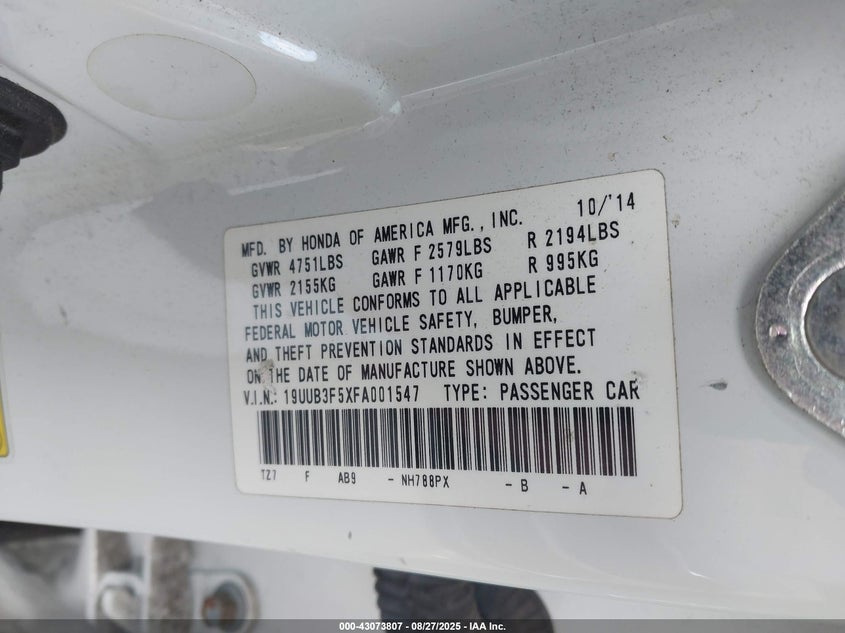 10/'14
MFD. BY HONDA OF AMERICA MFG., INC.
GVWR 4751LBS GAWR F 2579LBS R 2194LBS
GVWR 2155KG GAWR F 1170KG R 995KG
THIS VEHICLE CONFORMS TO ALL APPLICABLE
FEDERAL MOTOR VEHICLE SAFETY, BUMPER,
AND THEFT PREVENTION STANDARDS IN EFFECT
ON THE DATE OF MANUFACTURE SHOWN ABOVE.
V.I.N.: 19UUB3F5XFA001547 TYPE: PASSENGER CAR
TZ7 F AB9 - NH788PX - B - A
000-43073807 - 08/27/2025 - IAA Inc.